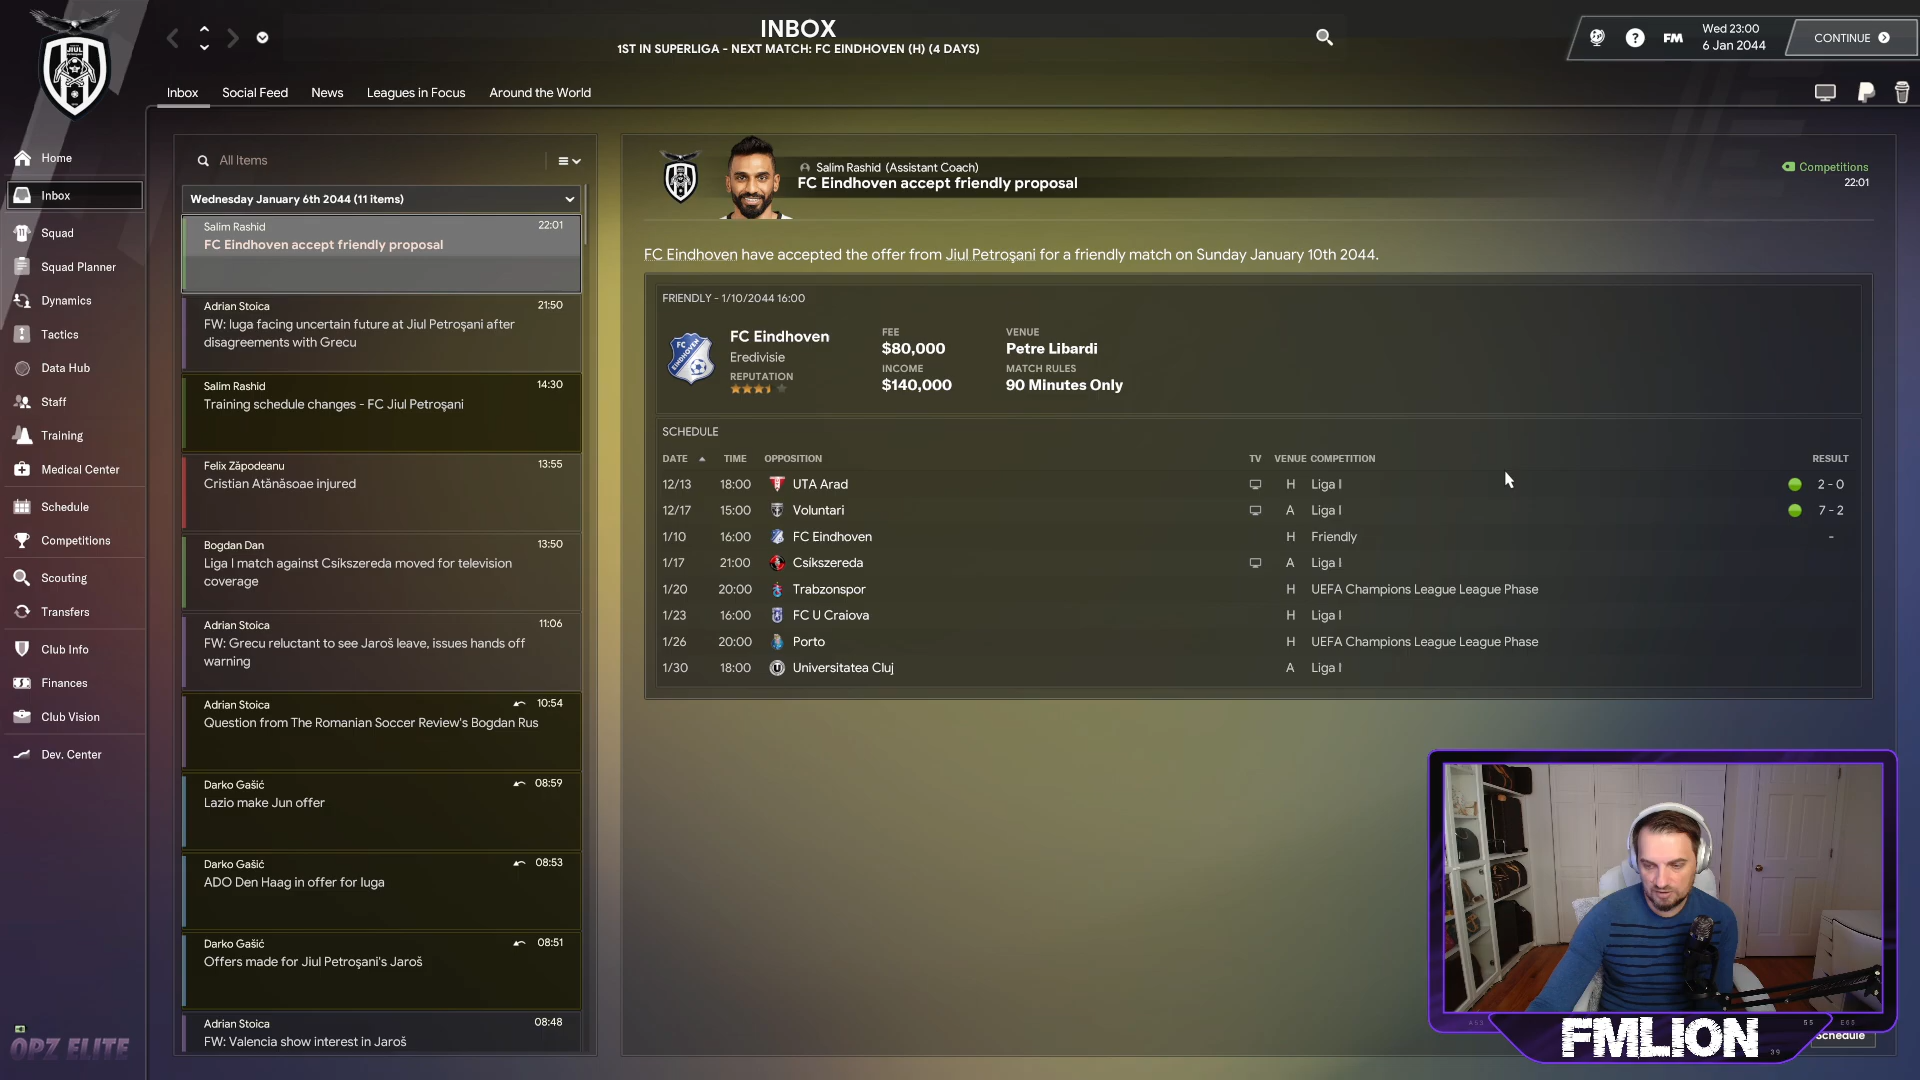 INBOX
1ST IN SUPERLIGA - NEXT MATCH: FC EINDHOVEN (H) (4 DAYS)
FM
Wed 23:00
6 Jan 2044
CONTINUE
Inbox
Social Feed
News
Leagues in Focus
Around the World
Home
Inbox
Squad
Squad Planner
Dynamics
Tactics
Data Hub
Staff
Training
Medical Center
Schedule
Competitions
Scouting
Transfers
Club Info
Finances
Club Vision
Dev. Center
OPZ ELITE
All Items
Wednesday January 6th 2044 (11 items)
Salim Rashid 22:01
FC Eindhoven accept friendly proposal
Adrian Stoica 21:50
FW: Iuga facing uncertain future at Jiul Petroşani after
disagreements with Grecu
Salim Rashid 14:30
Training schedule changes - FC Jiul Petroşani
Felix Zăpodeanu 13:55
Cristian Atănăsoae injured
Bogdan Dan 13:50
Liga I match against Csíkszereda moved for television
coverage
Adrian Stoica 11:06
FW: Grecu reluctant to see Jaroš leave, issues hands off
warning
Adrian Stoica 10:54
Question from The Romanian Soccer Review's Bogdan Rus
Darko Gašić 08:59
Lazio make Jun offer
Darko Gašić 08:53
ADO Den Haag in offer for Iuga
Darko Gašić 08:51
Offers made for Jiul Petroşani's Jaroš
Adrian Stoica 08:48
FW: Valencia show interest in Jaroš
Salim Rashid (Assistant Coach)
FC Eindhoven accept friendly proposal
Competitions
22:01
FC Eindhoven have accepted the offer from Jiul Petroşani for a friendly match on Sunday January 10th 2044.
FRIENDLY - 1/10/2044 16:00
FC Eindhoven
Eredivisie
REPUTATION
FEE
$80,000
INCOME
$140,000
VENUE
Petre Libardi
MATCH RULES
90 Minutes Only
SCHEDULE
DATE TIME OPPOSITION TV VENUE COMPETITION RESULT
12/13 18:00 UTA Arad H Liga I 2 - 0
12/17 15:00 Voluntari A Liga I 7 - 2
1/10 16:00 FC Eindhoven H Friendly -
1/17 21:00 Csíkszereda A Liga I
1/20 20:00 Trabzonspor H UEFA Champions League League Phase
1/23 16:00 FC U Craiova H Liga I
1/26 20:00 Porto H UEFA Champions League League Phase
1/30 18:00 Universitatea Cluj A Liga I
FMLION
Schedule